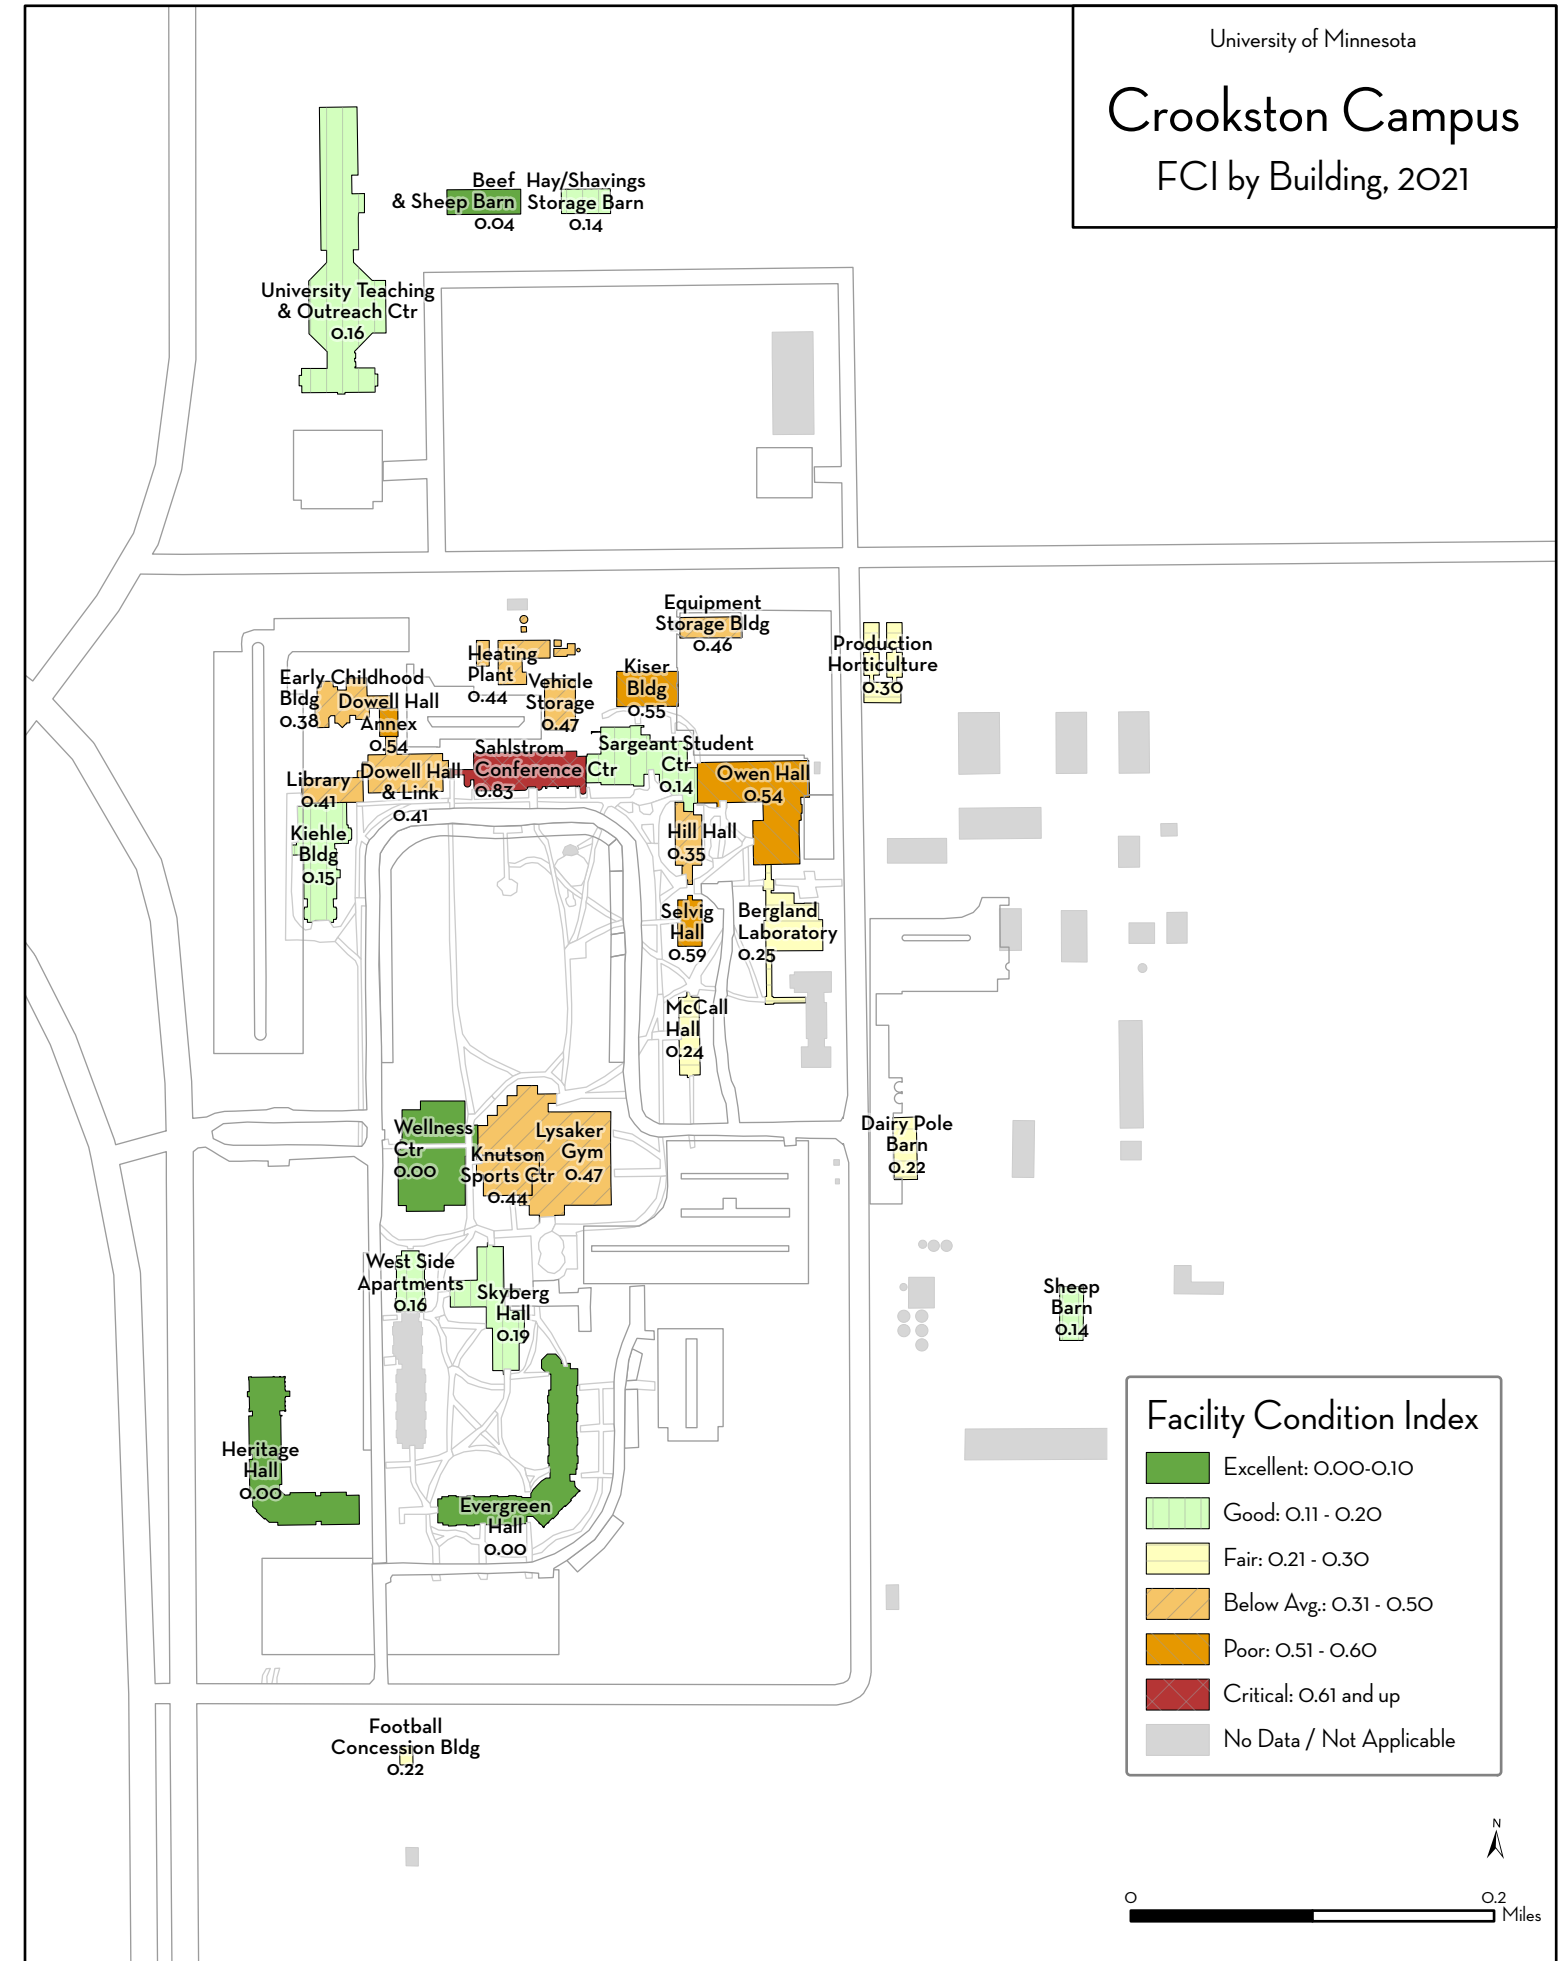 University of Minnesota
Crookston Campus
FCI by Building, 2021
Beef
& Sheep Barn
0.04
Hay/Shavings
Storage Barn
0.14
University Teaching
& Outreach Ctr
0.16
Equipment
Storage Bldg
0.46
Production
Horticulture
0.30
Heating
Plant
0.44
Kiser
Bldg
0.55
Vehicle
Storage
0.47
Early Childhood
Bldg
0.38
Dowell Hall
Annex
0.54
Sahlstrom
Conference Ctr
0.83
Sargeant Student
Ctr
0.14
Owen Hall
0.54
Library
0.41
Dowell Hall
& Link
0.41
Kiehle
Bldg
0.15
Hill Hall
0.35
Selvig
Hall
0.59
Bergland
Laboratory
0.25
McCall
Hall
0.24
Wellness
Ctr
0.00
Knutson
Sports Ctr
0.44
Lysaker
Gym
0.47
Dairy Pole
Barn
0.22
West Side
Apartments
0.16
Skyberg
Hall
0.19
Sheep
Barn
0.14
Heritage
Hall
0.00
Evergreen
Hall
0.00
Football
Concession Bldg
0.22
Facility Condition Index
Excellent: 0.00-0.10
Good: 0.11 - 0.20
Fair: 0.21 - 0.30
Below Avg.: 0.31 - 0.50
Poor: 0.51 - 0.60
Critical: 0.61 and up
No Data / Not Applicable
N
0 0.2
Miles